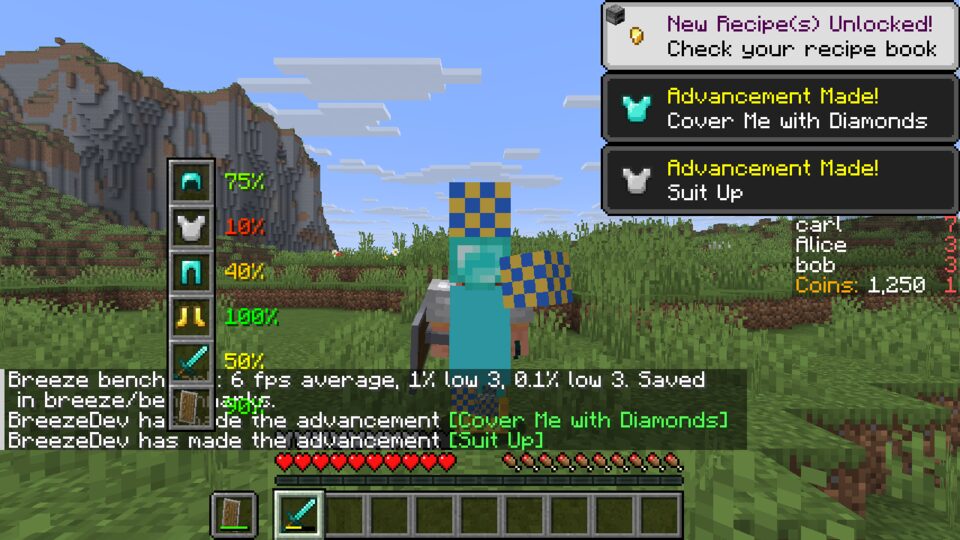 New Recipe(s) Unlocked!
Check your recipe book
Advancement Made!
Cover Me with Diamonds
Advancement Made!
Suit Up
75%
10%
40%
100%
50%
90%
carl 7
Alice 3
bob 3
Coins: 1,250 1
Breeze bench : 6 fps average, 1% low 3, 0.1% low 3. Saved
in breeze/be
BreezeDev has made the advancement [Cover Me with Diamonds]
BreezeDev has made the advancement [Suit Up]